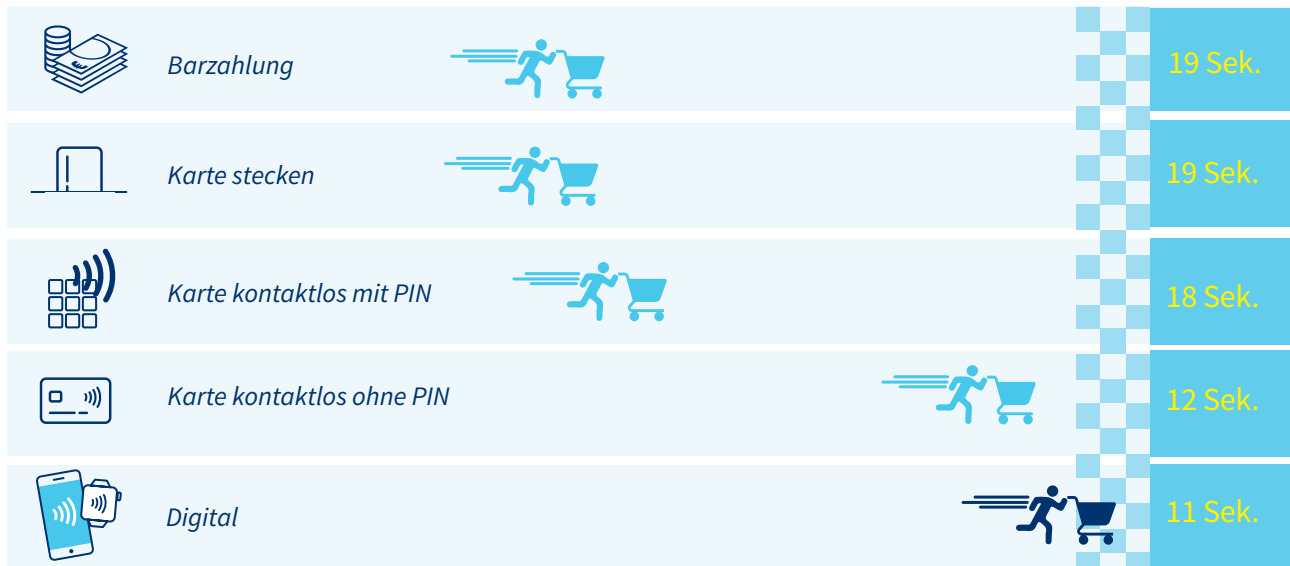 Barzahlung
19 Sek.
Karte stecken
19 Sek.
Karte kontaktlos mit PIN
18 Sek.
Karte kontaktlos ohne PIN
12 Sek.
Digital
11 Sek.